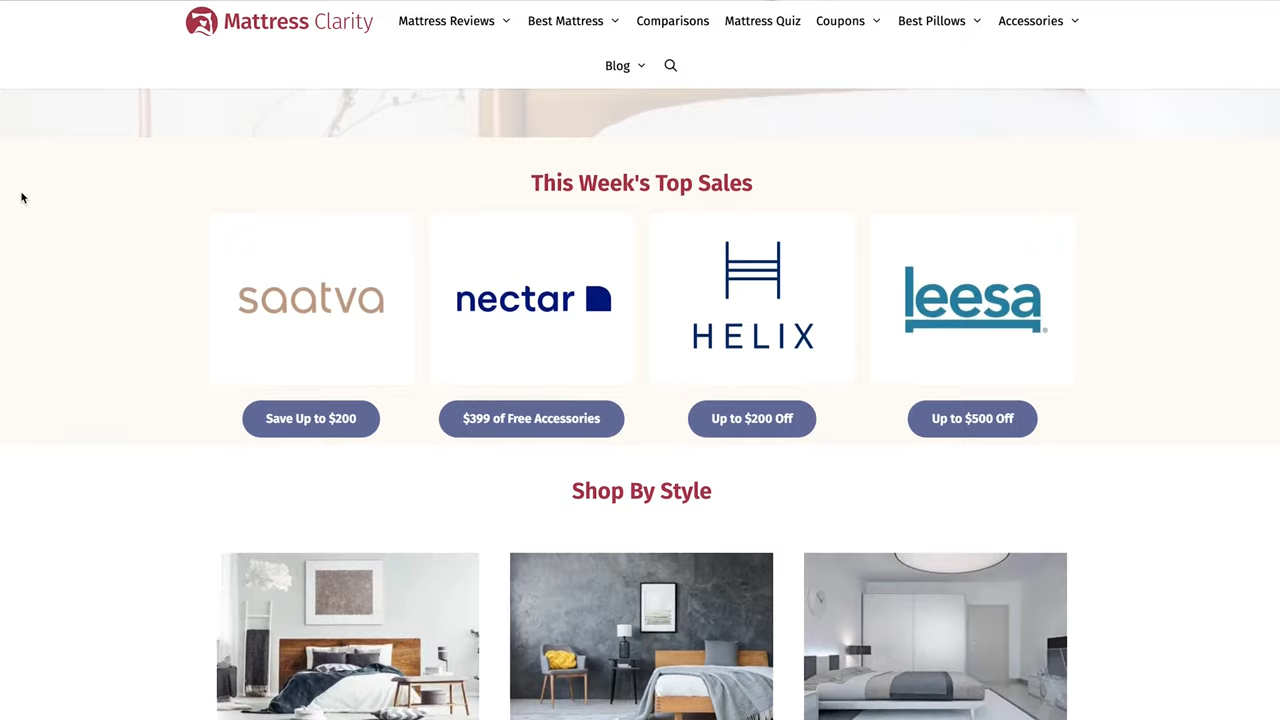 Mattress Clarity
Mattress Reviews
Best Mattress
Comparisons
Mattress Quiz
Coupons
Best Pillows
Accessories
Blog
This Week's Top Sales
saatva
nectar
HELIX
leesa®
Save Up to $200
$399 of Free Accessories
Up to $200 Off
Up to $500 Off
Shop By Style